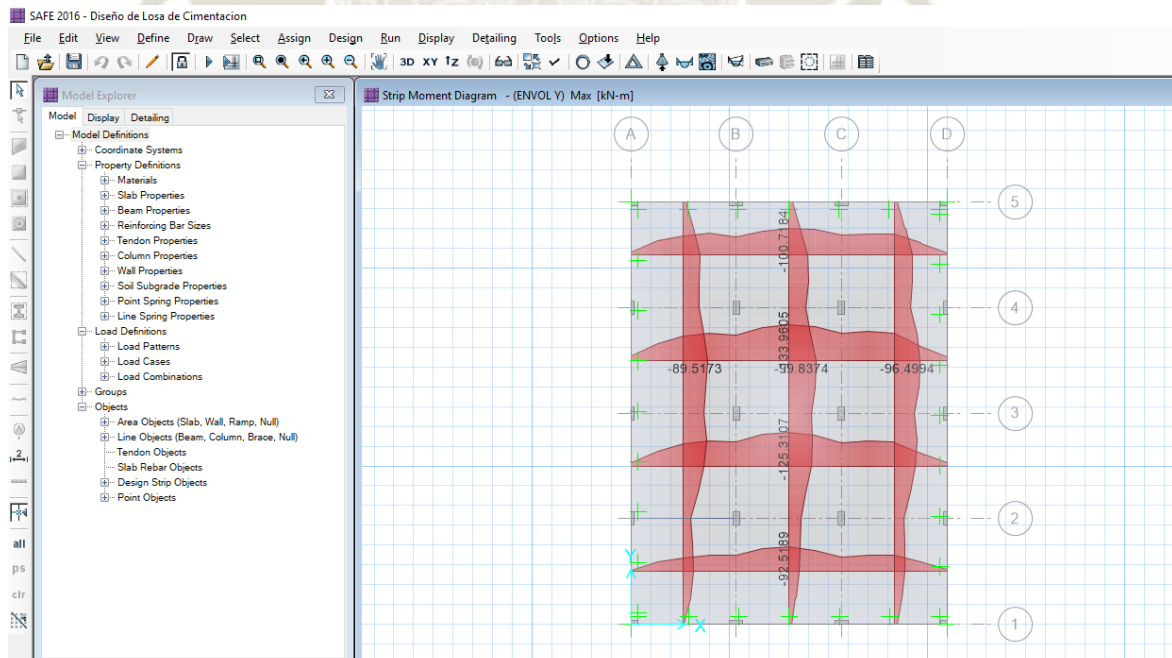 SAFE 2016 - Diseño de Losa de Cimentacion
File Edit View Define Draw Select Assign Design Run Display Detailing Tools Options Help
3D XY
Model Explorer
Model Display Detailing
Model Definitions
Coordinate Systems
Property Definitions
Materials
Slab Properties
Beam Properties
Reinforcing Bar Sizes
Tendon Properties
Column Properties
Wall Properties
Soil Subgrade Properties
Point Spring Properties
Line Spring Properties
Load Definitions
Load Patterns
Load Cases
Load Combinations
Groups
Objects
Area Objects (Slab, Wall, Ramp, Null)
Line Objects (Beam, Column, Brace, Null)
Tendon Objects
Slab Rebar Objects
Design Strip Objects
Point Objects
2
all
ps
clr
Strip Moment Diagram - (ENVOL Y) Max [kN-m]
A B C D
5
-100.7184
4
-89.5173 -99.8374 -96.4994
3
-125.3107
2
-92.5189
Y
X
1